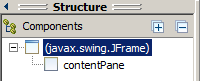 Structure
Components
(javax.swing.JFrame)
contentPane